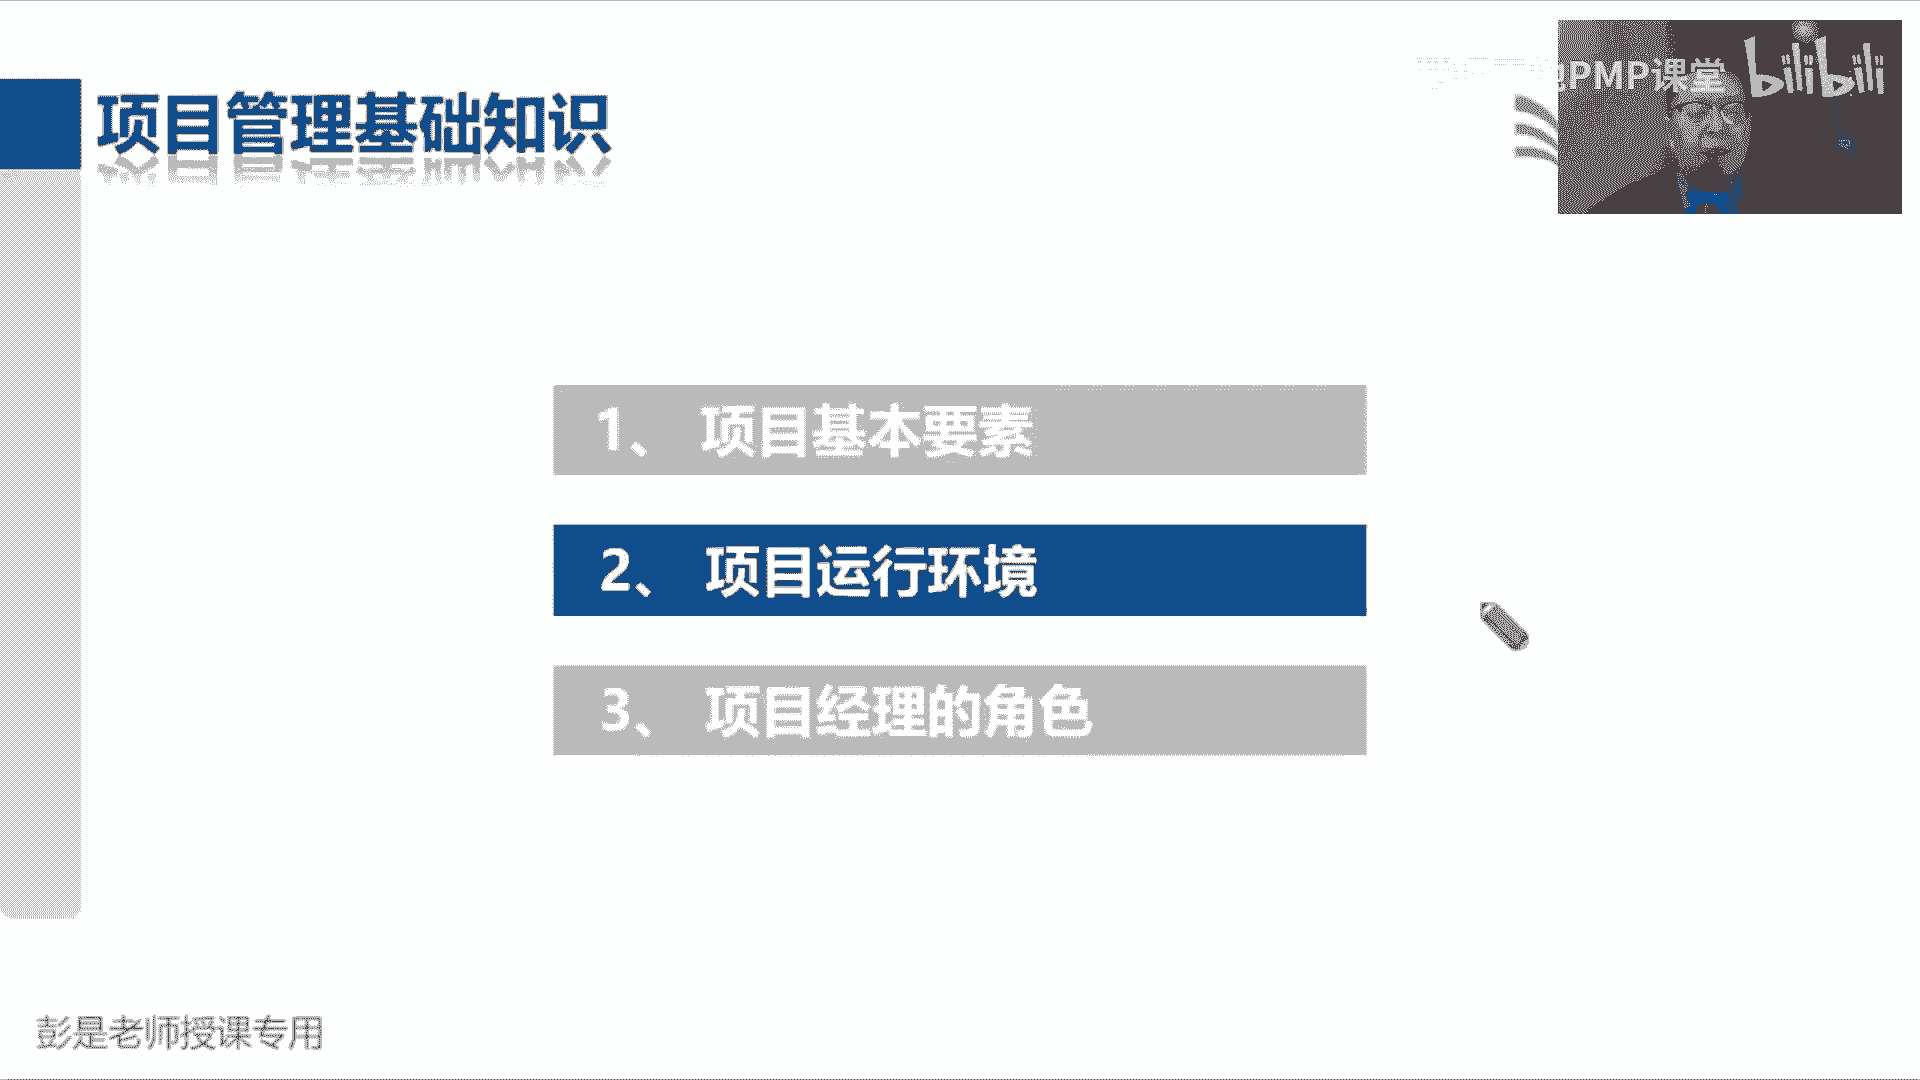 PMP课堂 bilibili
项目管理基础知识
1、 项目基本要素
2、 项目运行环境
3、 项目经理的角色
彭是老师授课专用